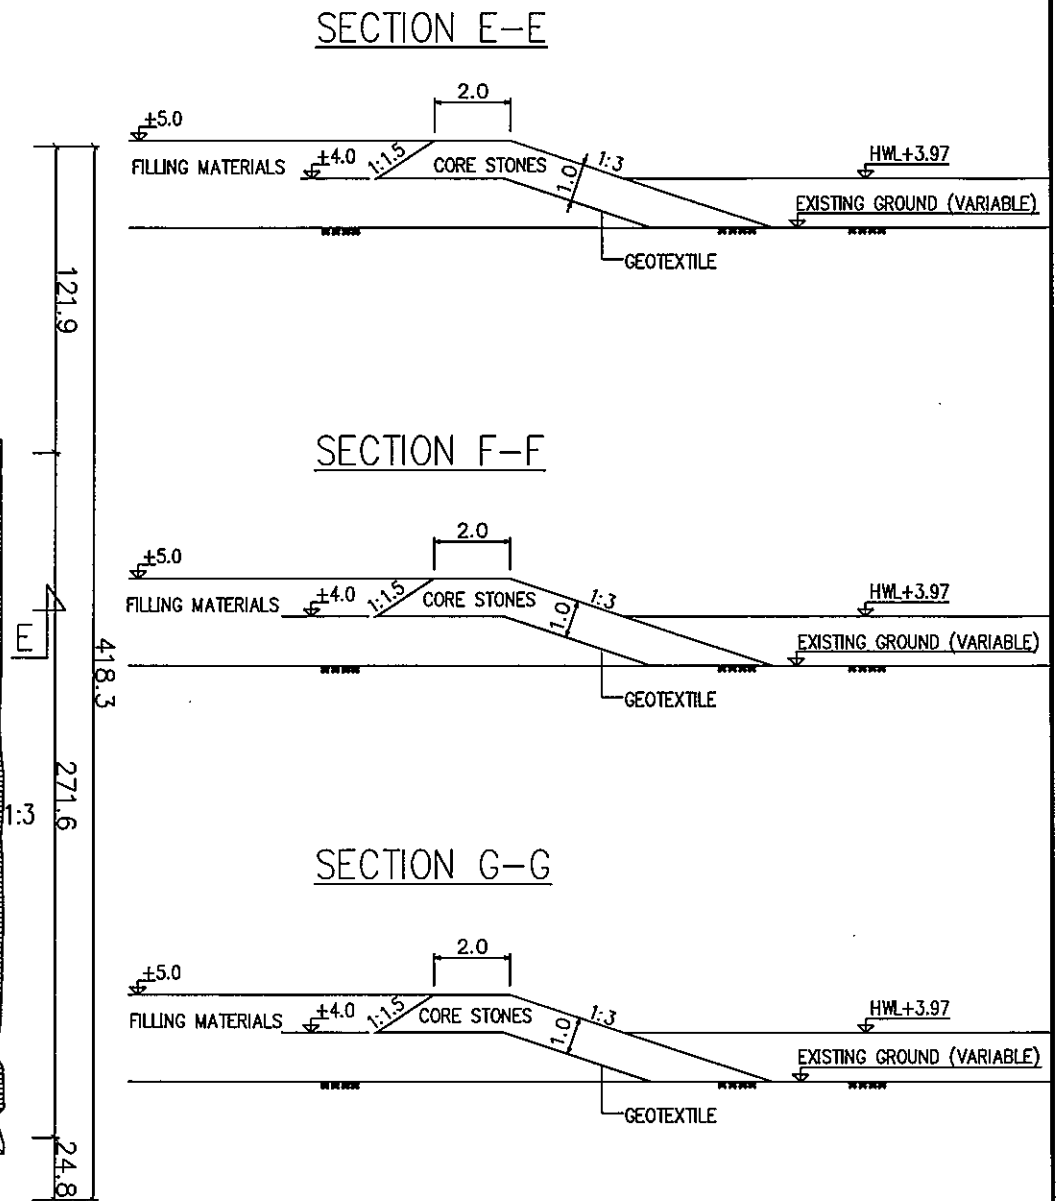 SECTION E-E
2.0
±5.0
FILLING MATERIALS
±4.0
1:1.5
CORE STONES
1.0
1:3
HWL+3.97
EXISTING GROUND (VARIABLE)
GEOTEXTILE
121.9
SECTION F-F
2.0
±5.0
FILLING MATERIALS
±4.0
1:1.5
CORE STONES
1.0
1:3
HWL+3.97
EXISTING GROUND (VARIABLE)
GEOTEXTILE
E
418.3
271.6
1:3
SECTION G-G
2.0
±5.0
FILLING MATERIALS
±4.0
1:1.5
CORE STONES
1.0
1:3
HWL+3.97
EXISTING GROUND (VARIABLE)
GEOTEXTILE
24.8